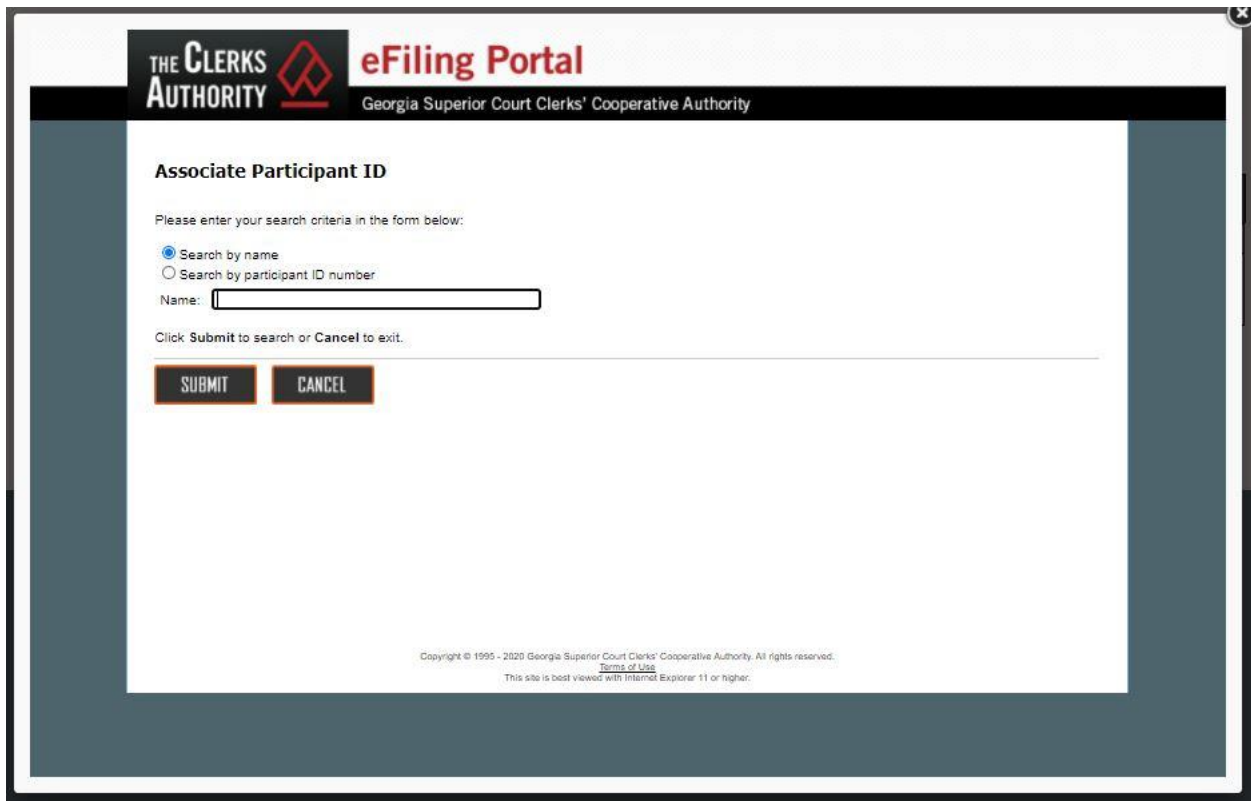 THE CLERKS
AUTHORITY
eFiling Portal
Georgia Superior Court Clerks' Cooperative Authority
Associate Participant ID
Please enter your search criteria in the form below:
Search by name
Search by participant ID number
Name:
Click Submit to search or Cancel to exit.
SUBMIT CANCEL
Copyright © 1995 - 2020 Georgia Superior Court Clerks' Cooperative Authority. All rights reserved.
Terms of Use
This site is best viewed with Internet Explorer 11 or higher.